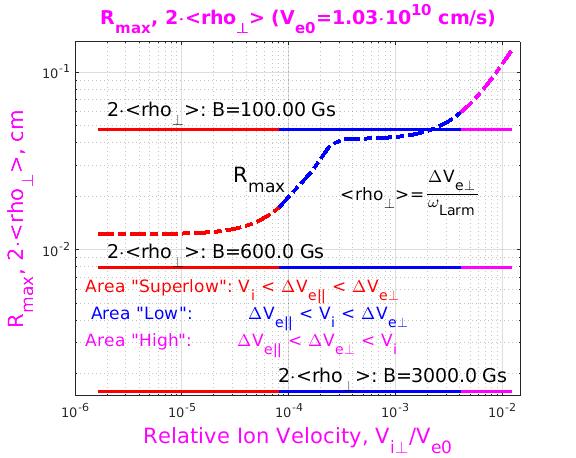 R_max, 2·<rho_⊥> (V_e0=1.03·10^10 cm/s)
R_max, 2·<rho_⊥>, cm
10^-1
10^-2
2·<rho_⊥>: B=100.00 Gs
R_max
<rho_⊥>=ΔV_e⊥/ω_Larm
2·<rho_⊥>: B=600.0 Gs
Area "Superlow": V_i < ΔV_e|| < ΔV_e⊥
Area "Low": ΔV_e|| < V_i < ΔV_e⊥
Area "High": ΔV_e|| < ΔV_e⊥ < V_i
2·<rho_⊥>: B=3000.0 Gs
10^-6 10^-5 10^-4 10^-3 10^-2
Relative Ion Velocity, V_i⊥/V_e0